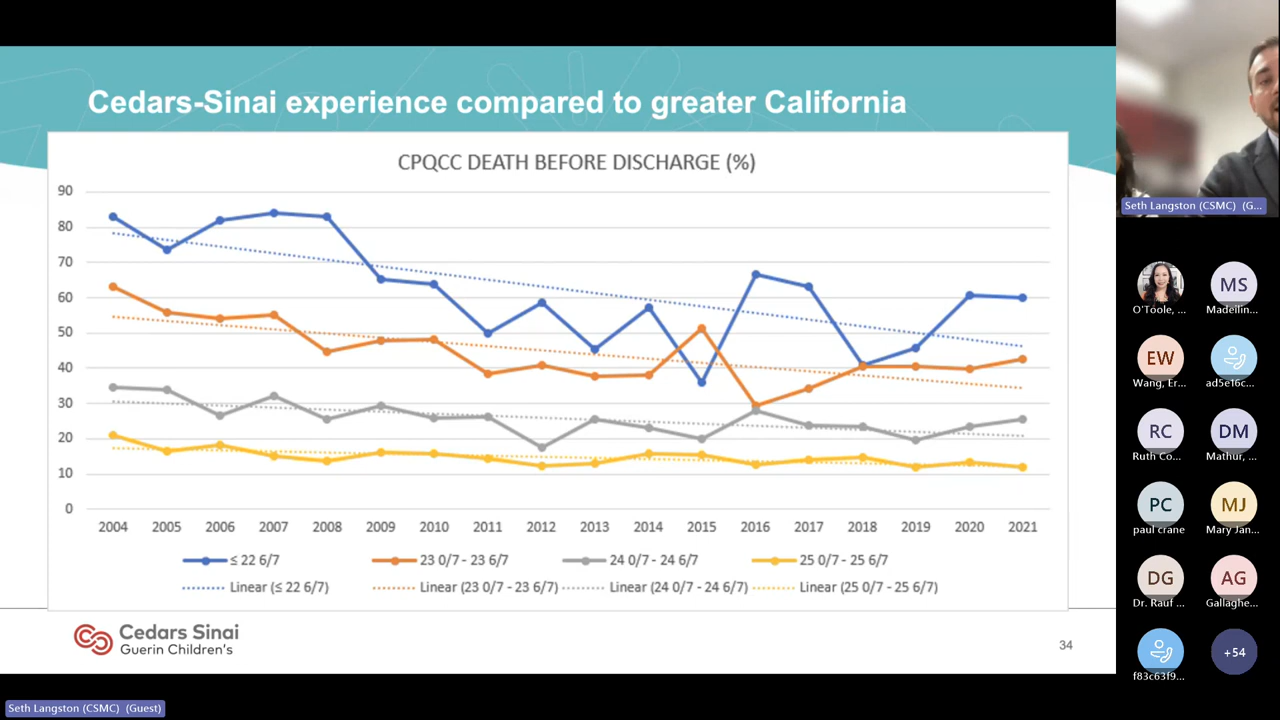 Cedars-Sinai experience compared to greater California
CPQCC DEATH BEFORE DISCHARGE (%)
90
80
70
60
50
40
30
20
10
0
2004 2005 2006 2007 2008 2009 2010 2011 2012 2013 2014 2015 2016 2017 2018 2019 2020 2021
≤ 22 6/7 23 0/7 - 23 6/7 24 0/7 - 24 6/7 25 0/7 - 25 6/7
Linear (≤ 22 6/7) Linear (23 0/7 - 23 6/7) Linear (24 0/7 - 24 6/7) Linear (25 0/7 - 25 6/7)
Cedars Sinai
Guerin Children's
34
Seth Langston (CSMC) (Guest)
Seth Langston (CSMC) (G...
MS
O'Toole, ... Madeilin...
EW
Wang, Er... ad5e16c...
RC DM
Ruth Co... Mathur, ...
PC MJ
paul crane Mary Jan...
DG AG
Dr. Rauf ... Gallaghe...
+54
f83c63f9...